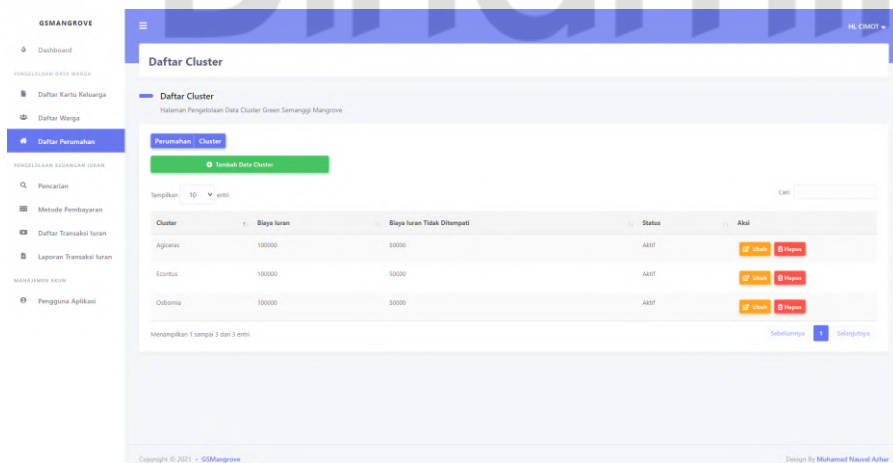 GSMANGROVE
Dashboard
PENGELOLAAN DATA WARGA
Daftar Kartu Keluarga
Daftar Warga
Daftar Perumahan
PENGELOLAAN KEUANGAN IURAN
Pencarian
Metode Pembayaran
Daftar Transaksi Iuran
Laporan Transaksi Iuran
MANAJEMEN AKUN
Pengguna Aplikasi
HI, CIMOT
Daftar Cluster
Daftar Cluster
Halaman Pengelolaan Data Cluster Green Semanggi Mangrove
Perumahan Cluster
Tambah Data Cluster
Tampilkan 10 entri
Cari:
Cluster Biaya Iuran Biaya Iuran Tidak Ditempati Status Aksi
Agiceras 100000 50000 Aktif Ubah Hapus
Econtus 100000 50000 Aktif Ubah Hapus
Osbornia 100000 50000 Aktif Ubah Hapus
Menampilkan 1 sampai 3 dari 3 entri
Sebelumnya 1 Selanjutnya
Copyright © 2021 • GSMangrove
Design By Muhamad Nauval Azhar